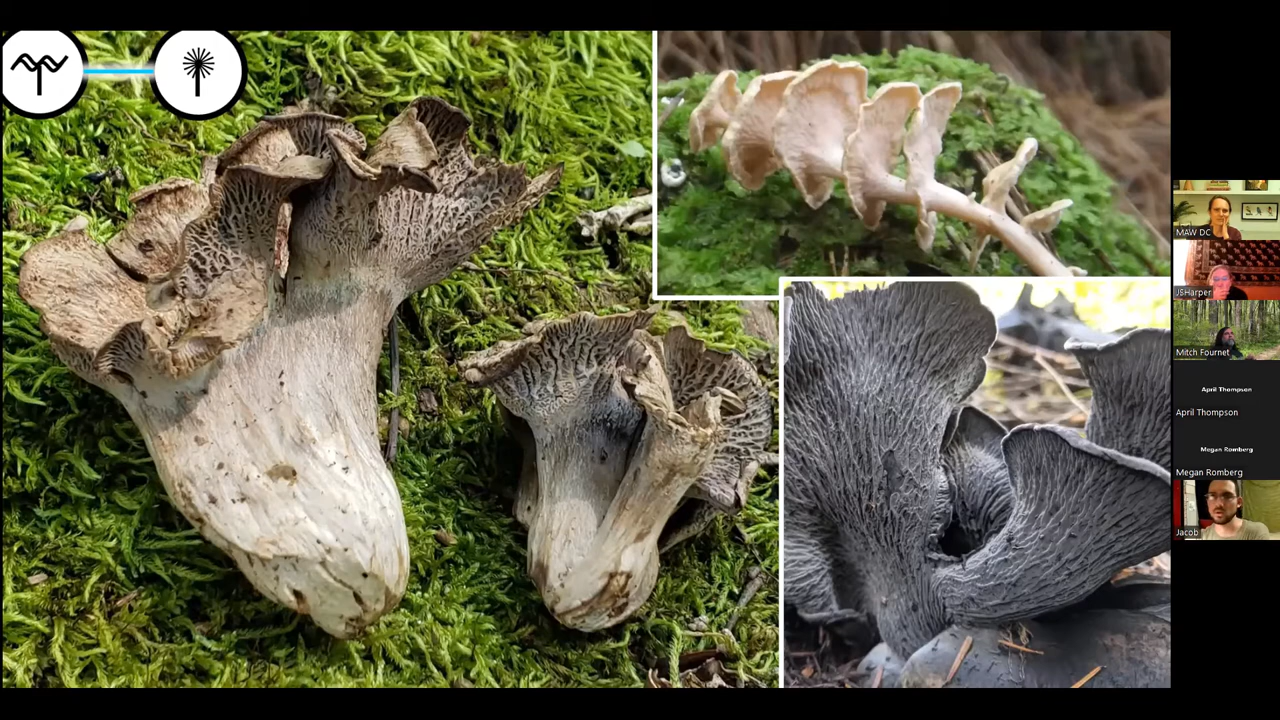 MAW DC
JSHarper
Mitch Fournet
April Thompson
April Thompson
Megan Romberg
Megan Romberg
Jacob